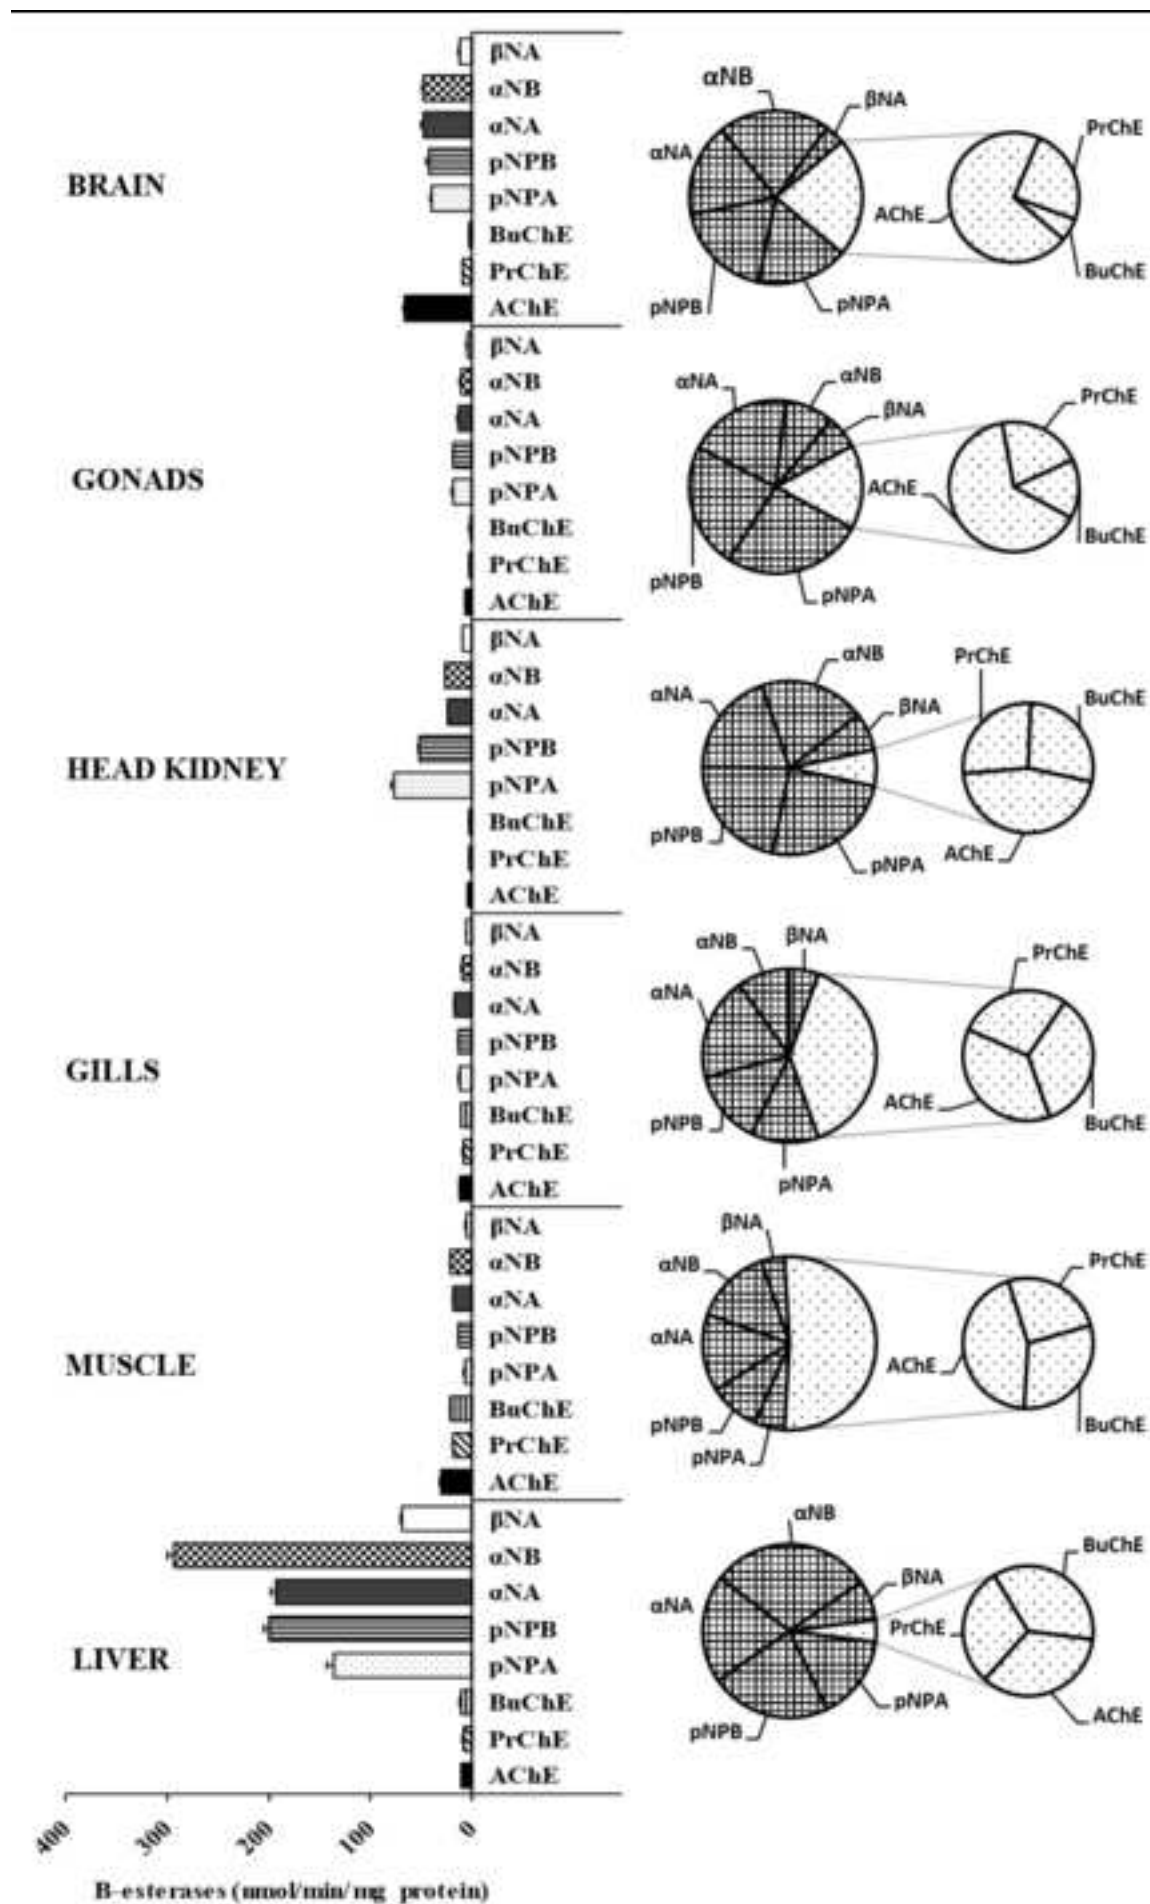 BRAIN
βNA
αNB
αNA
pNPB
pNPA
BuChE
PrChE
AChE
αNB
βNA
αNA
pNPB
pNPA
PrChE
AChE
BuChE
GONADS
βNA
αNB
αNA
pNPB
pNPA
BuChE
PrChE
AChE
αNA
αNB
βNA
pNPB
pNPA
PrChE
AChE
BuChE
HEAD KIDNEY
βNA
αNB
αNA
pNPB
pNPA
BuChE
PrChE
AChE
αNB
αNA
βNA
pNPB
pNPA
PrChE
BuChE
AChE
GILLS
βNA
αNB
αNA
pNPB
pNPA
BuChE
PrChE
AChE
αNB
βNA
αNA
pNPB
pNPA
PrChE
AChE
BuChE
MUSCLE
βNA
αNB
αNA
pNPB
pNPA
BuChE
PrChE
AChE
βNA
αNB
αNA
pNPB
pNPA
PrChE
AChE
BuChE
LIVER
βNA
αNB
αNA
pNPB
pNPA
BuChE
PrChE
AChE
αNB
αNA
βNA
pNPB
pNPA
BuChE
PrChE
AChE
400 300 200 100 0
B-esterases (nmol/min/mg protein)